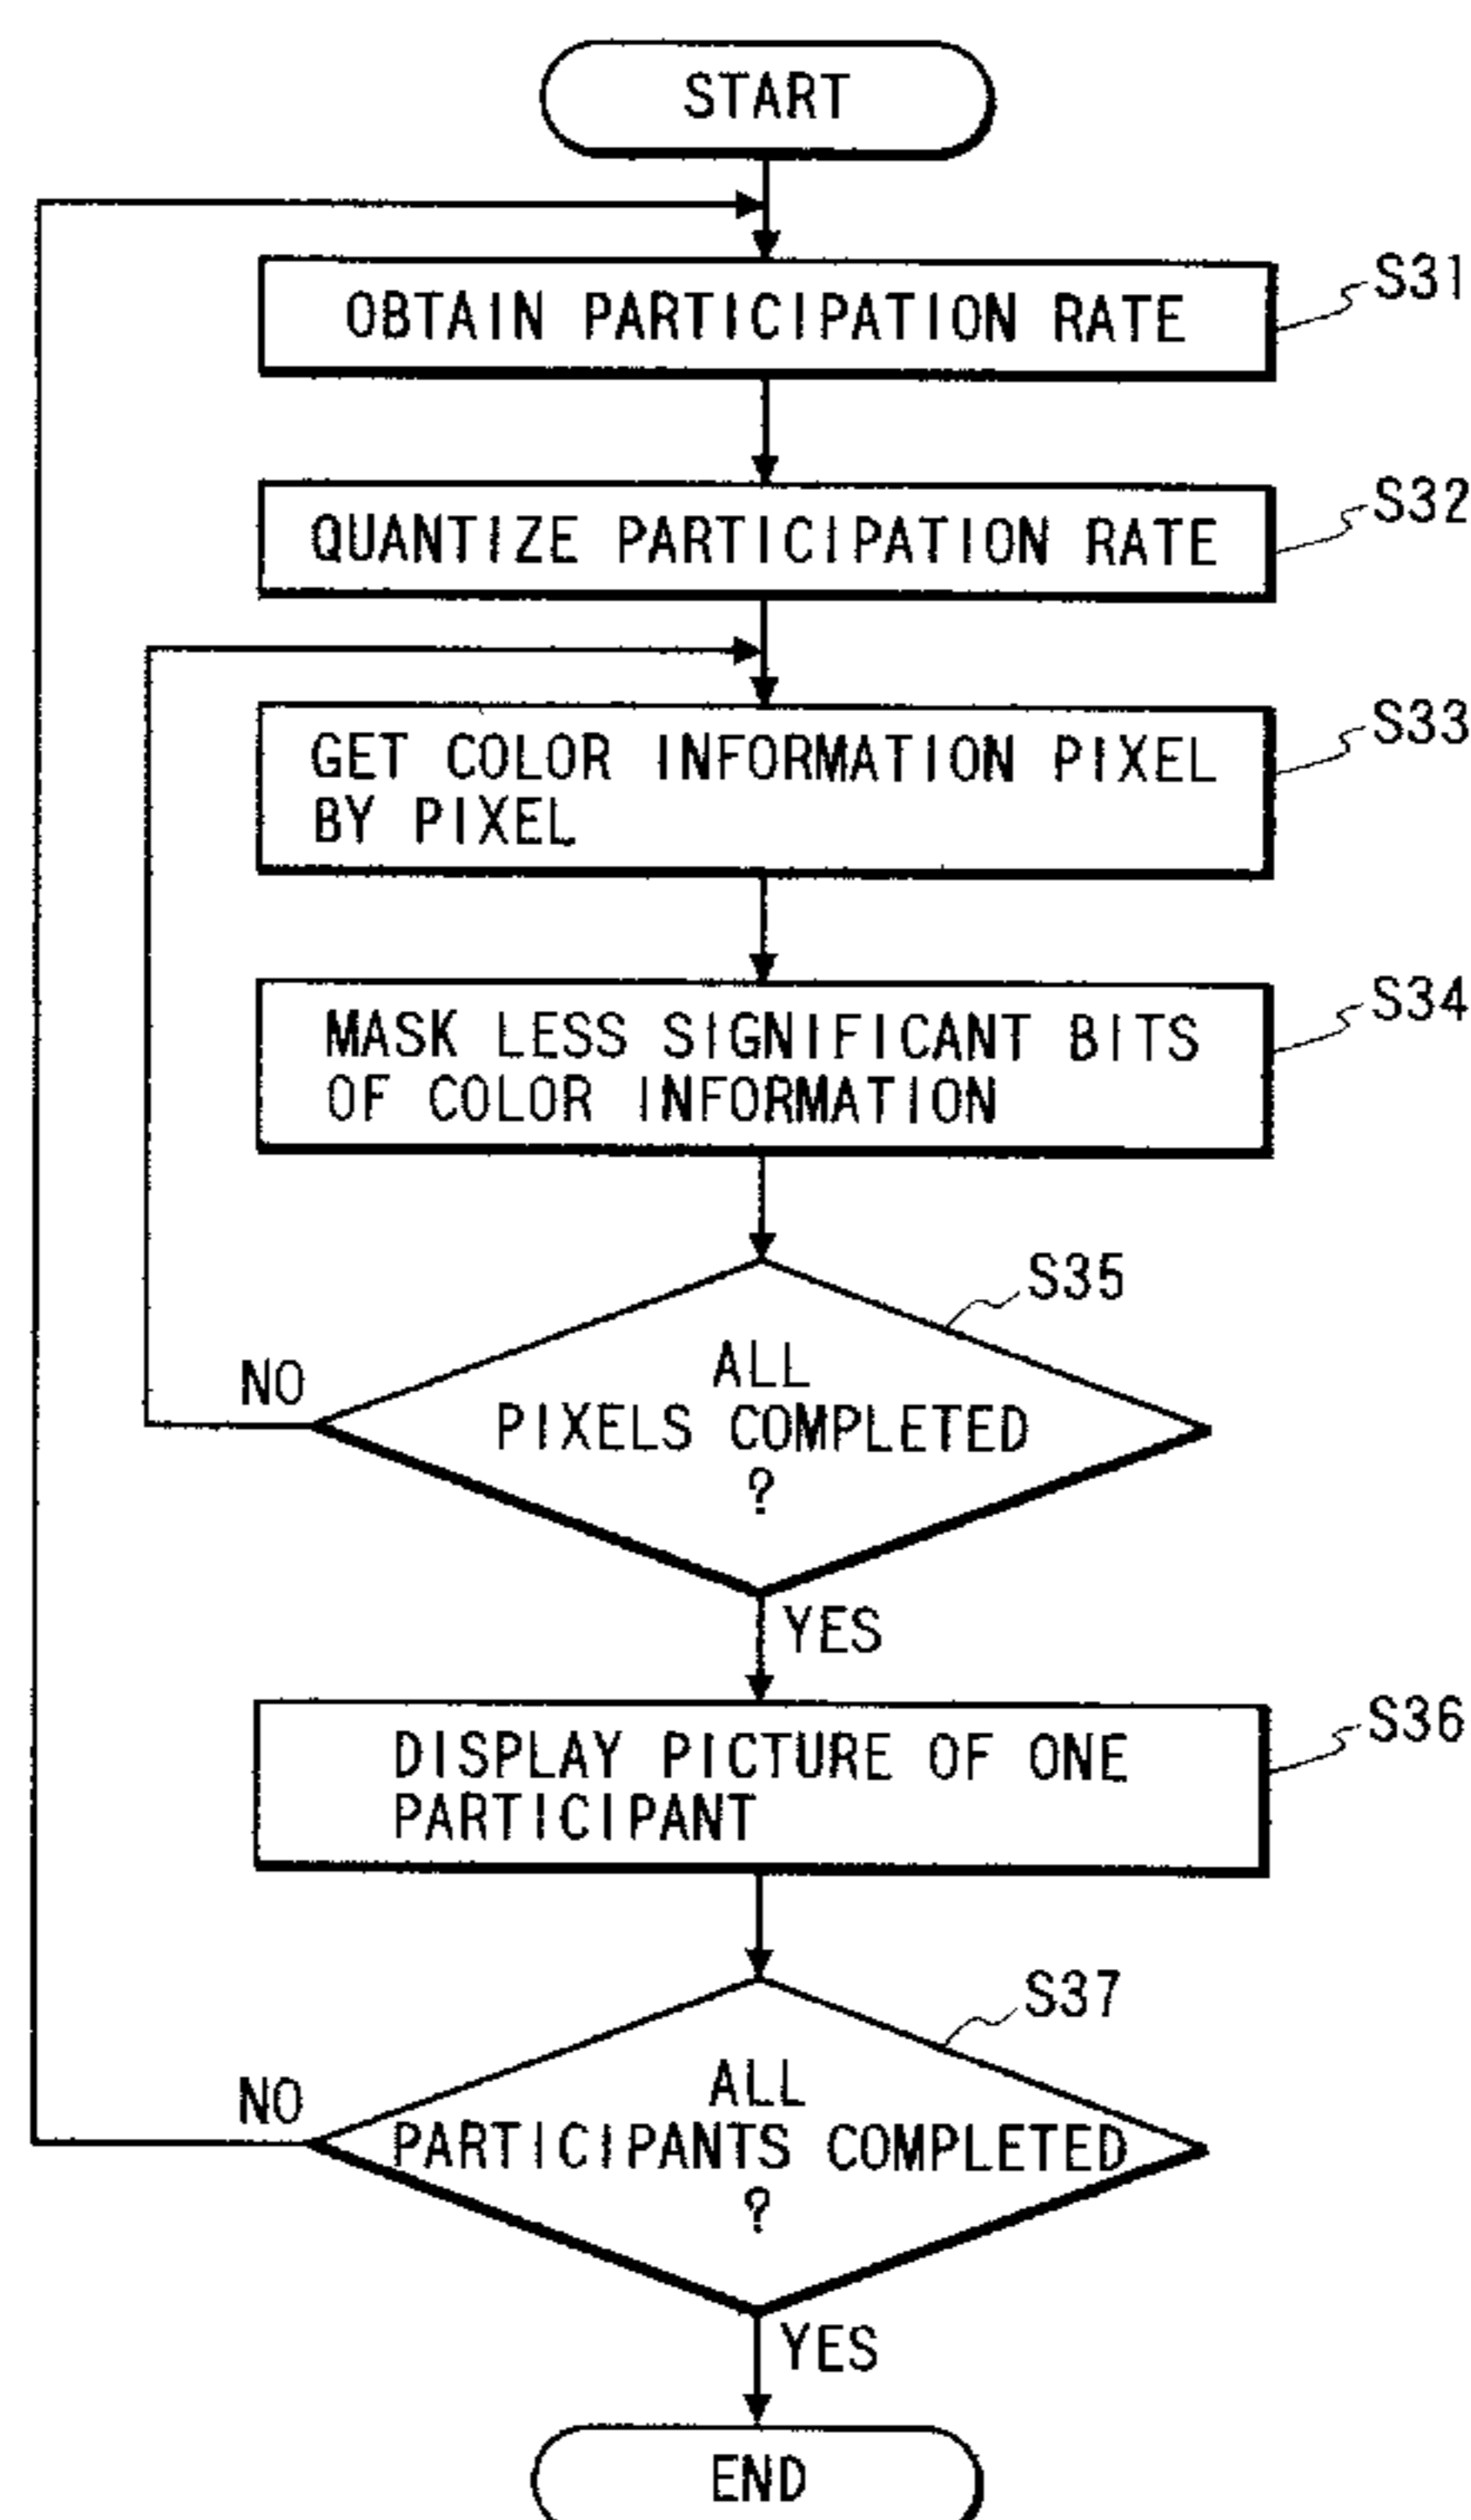 START
OBTAIN PARTICIPATION RATE
S31
QUANTIZE PARTICIPATION RATE
S32
GET COLOR INFORMATION PIXEL
BY PIXEL
S33
MASK LESS SIGNIFICANT BITS
OF COLOR INFORMATION
S34
S35
ALL
PIXELS COMPLETED
?
NO
YES
DISPLAY PICTURE OF ONE
PARTICIPANT
S36
S37
ALL
PARTICIPANTS COMPLETED
?
NO
YES
END